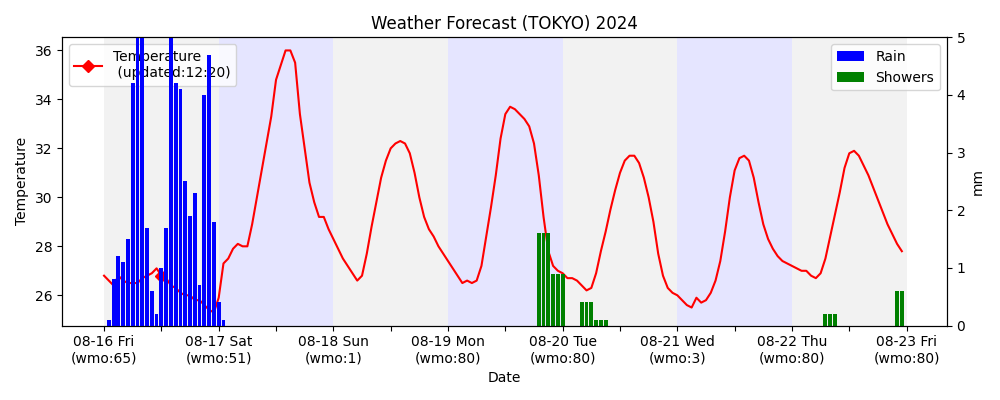 Weather Forecast (TOKYO) 2024
Temperature
(updated:12:20)
Rain
Showers
36
34
32
30
28
26
Temperature
5
4
3
2
1
0
mm
08-16 Fri
(wmo:65)
08-17 Sat
(wmo:51)
08-18 Sun
(wmo:1)
08-19 Mon
(wmo:80)
08-20 Tue
(wmo:80)
08-21 Wed
(wmo:3)
08-22 Thu
(wmo:80)
08-23 Fri
(wmo:80)
Date